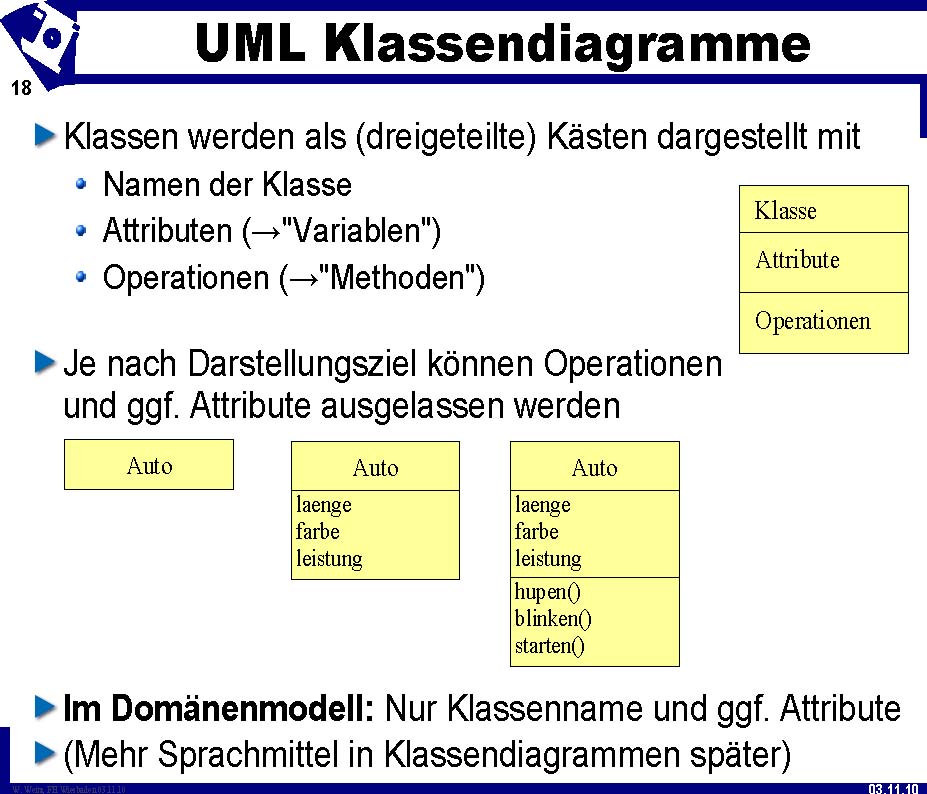 UML Klassendiagramme
18
Klassen werden als (dreigeteilte) Kästen dargestellt mit
Namen der Klasse
Attributen (→"Variablen")
Operationen (→"Methoden")
Klasse
Attribute
Operationen
Je nach Darstellungsziel können Operationen
und ggf. Attribute ausgelassen werden
Auto
Auto
laenge
farbe
leistung
Auto
laenge
farbe
leistung
hupen()
blinken()
starten()
Im Domänenmodell: Nur Klassenname und ggf. Attribute
(Mehr Sprachmittel in Klassendiagrammen später)
W. Weitz, FH Wiesbaden 03.11.10
03.11.10